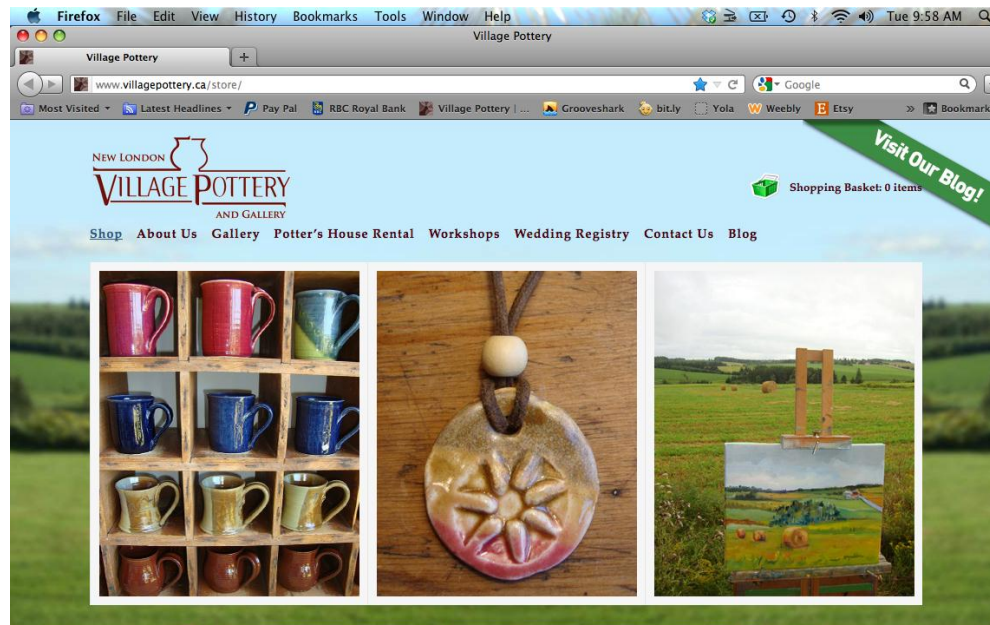 Firefox File Edit View History Bookmarks Tools Window Help Tue 9:58 AM
Village Pottery
Village Pottery +
www.villagepottery.ca/store/ Google
Most Visited Latest Headlines Pay Pal RBC Royal Bank Village Pottery | ... Grooveshark bit.ly Yola Weebly Etsy » Bookmark
Visit Our Blog!
NEW LONDON
VILLAGE POTTERY
AND GALLERY
Shopping Basket: 0 items
Shop About Us Gallery Potter's House Rental Workshops Wedding Registry Contact Us Blog